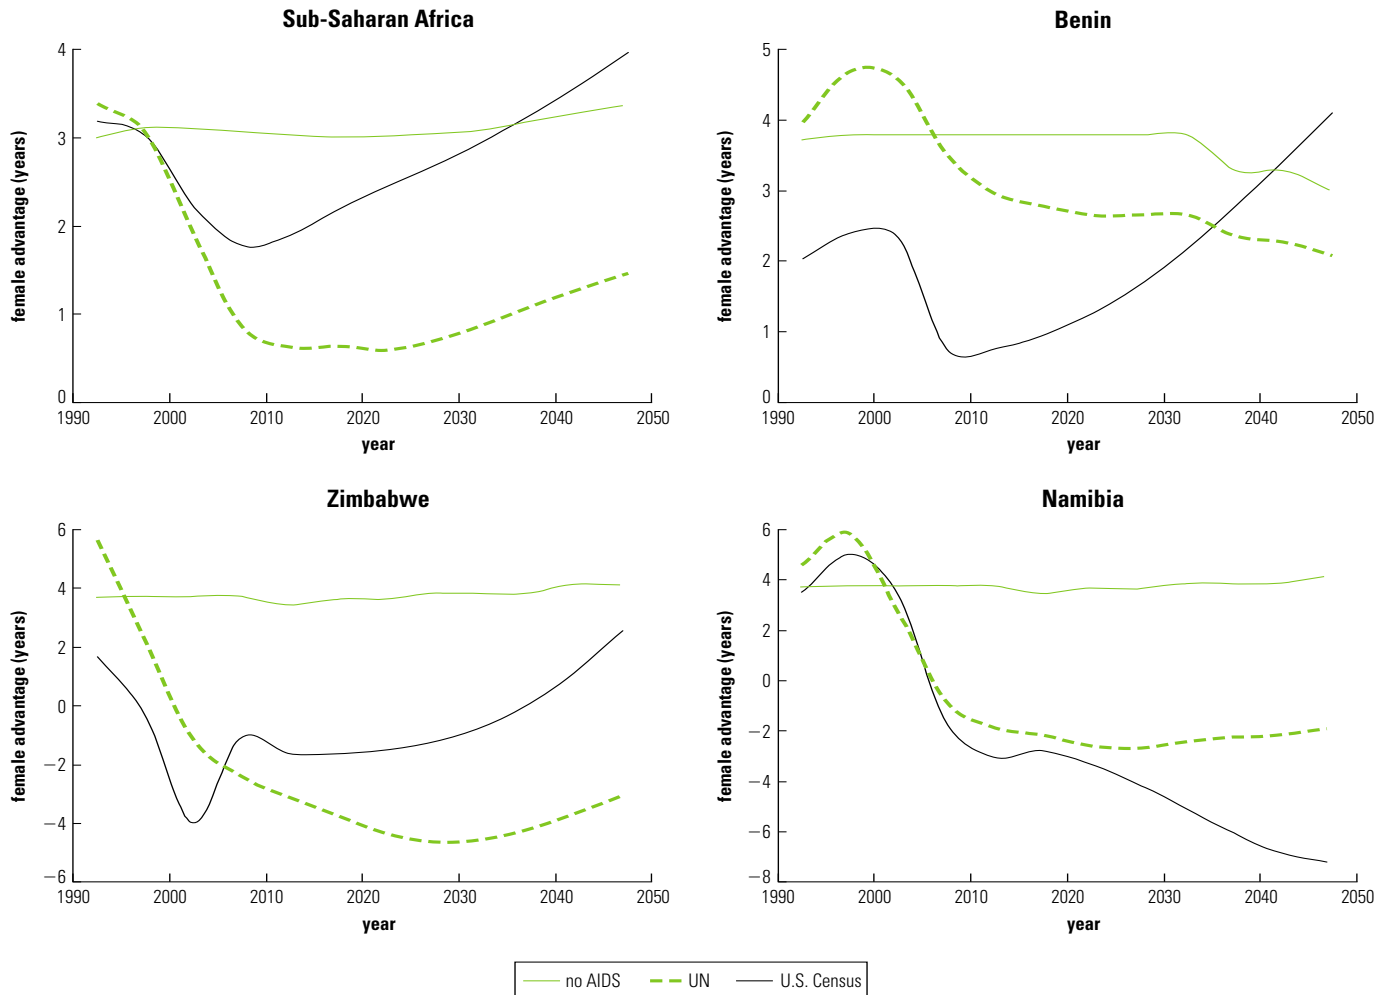 Sub-Saharan Africa
female advantage (years)
4
3
2
1
0
1990 2000 2010 2020 2030 2040 2050
year
Benin
female advantage (years)
5
4
3
2
1
0
1990 2000 2010 2020 2030 2040 2050
year
Zimbabwe
female advantage (years)
6
4
2
0
−2
−4
−6
1990 2000 2010 2020 2030 2040 2050
year
Namibia
female advantage (years)
6
4
2
0
−2
−4
−6
−8
1990 2000 2010 2020 2030 2040 2050
year
no AIDS UN U.S. Census